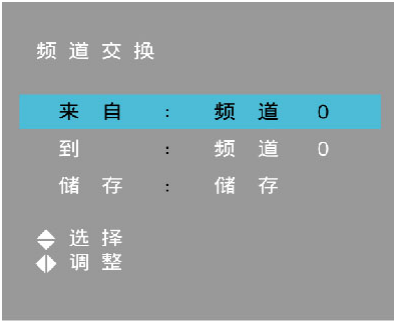 频道交换
来自 : 频道 0
到 : 频道 0
储存 : 储存
选择
调整